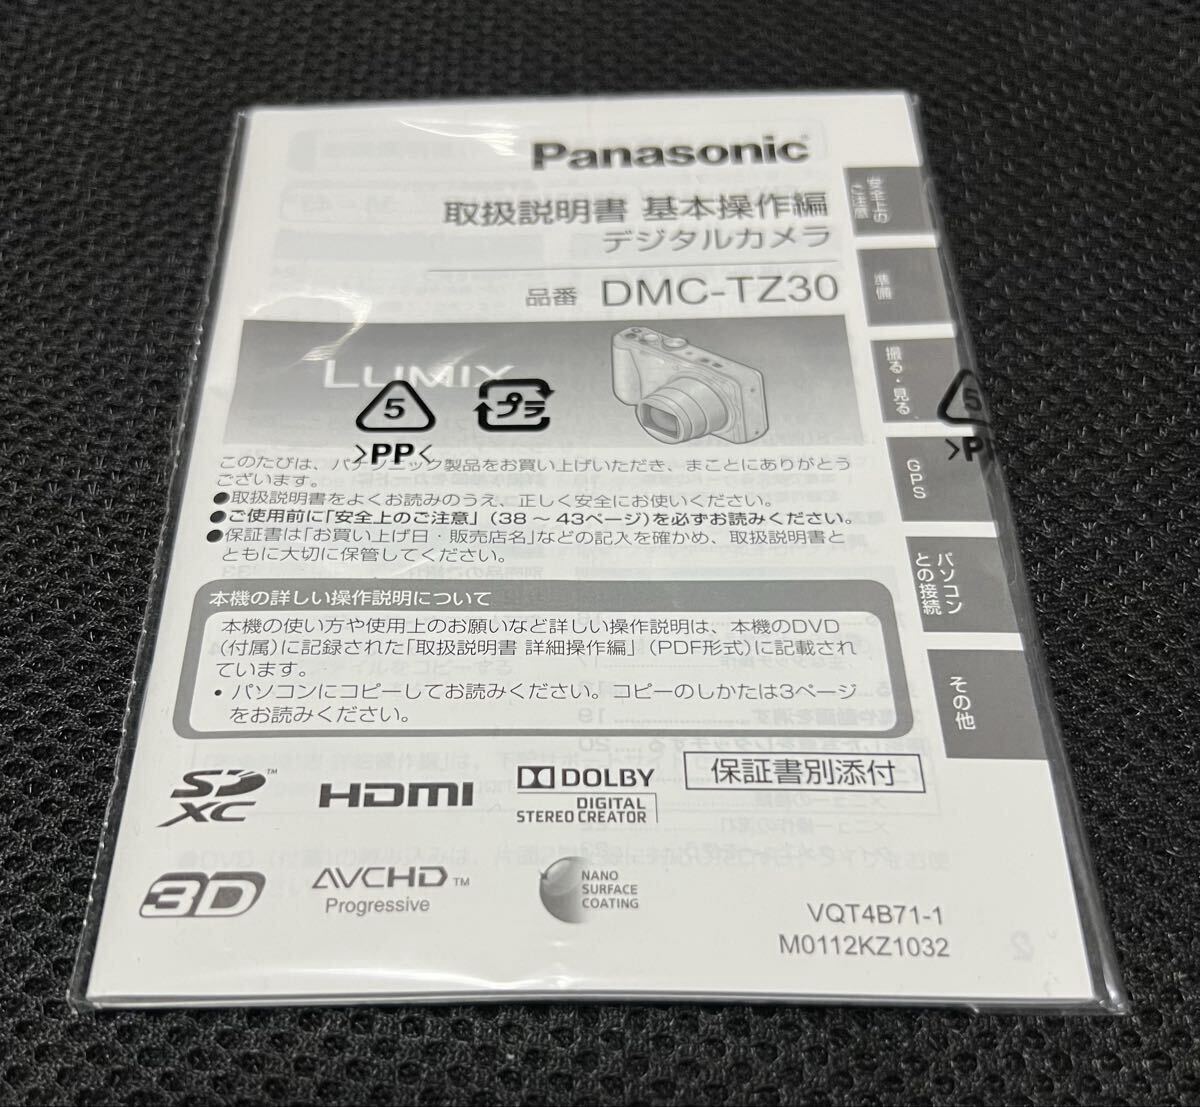 Panasonic
取扱説明書 基本操作編
デジタルカメラ
品番 DMC-TZ30
LUMIX
5
>PP<
プラ
このたびは、パナソニック製品をお買い上げいただき、まことにありがとう
ございます。
●取扱説明書をよくお読みのうえ、正しく安全にお使いください。
●ご使用前に「安全上のご注意」(38 ~ 43ページ)を必ずお読みください。
●保証書は「お買い上げ日・販売店名」などの記入を確かめ、取扱説明書と
ともに大切に保管してください。
本機の詳しい操作説明について
本機の使い方や使用上のお願いなど詳しい操作説明は、本機のDVD
(付属)に記録された「取扱説明書 詳細操作編」(PDF形式)に記載され
ています。
• パソコンにコピーしてお読みください。コピーのしかたは3ページ
をお読みください。
SD XC™
HDMI
DOLBY
DIGITAL
STEREO CREATOR
保証書別添付
3D
AVCHD™
Progressive
NANO
SURFACE
COATING
VQT4B71-1
M0112KZ1032
安全上の
ご注意
準備
撮る・見る
5
>P
GPS
パソコン
との接続
その他